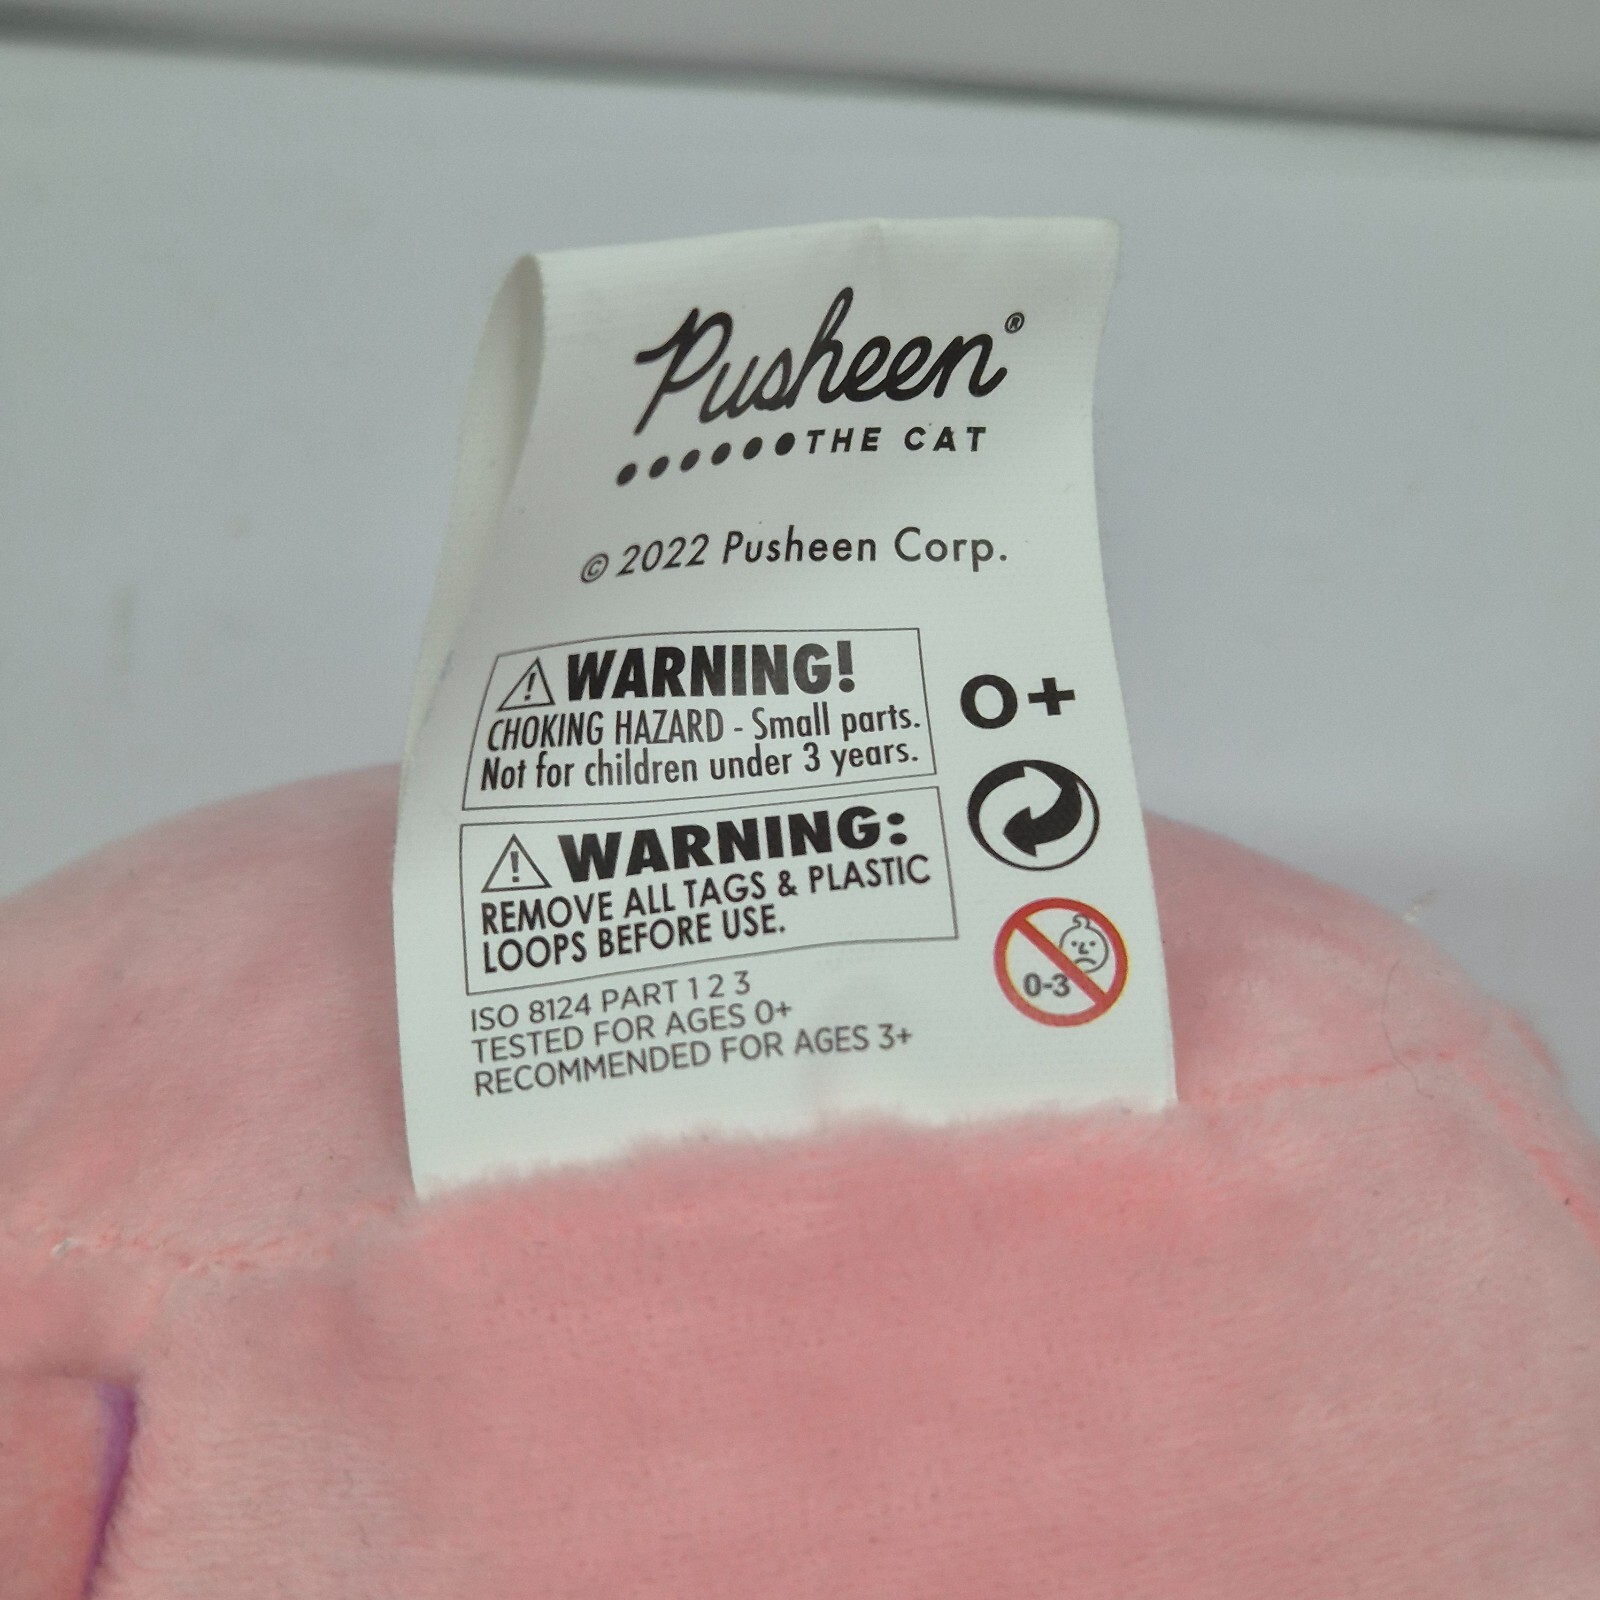 Pusheen®
THE CAT
© 2022 Pusheen Corp.
WARNING!
CHOKING HAZARD - Small parts.
Not for children under 3 years.
0+
WARNING:
REMOVE ALL TAGS & PLASTIC
LOOPS BEFORE USE.
0-3
ISO 8124 PART 1 2 3
TESTED FOR AGES 0+
RECOMMENDED FOR AGES 3+